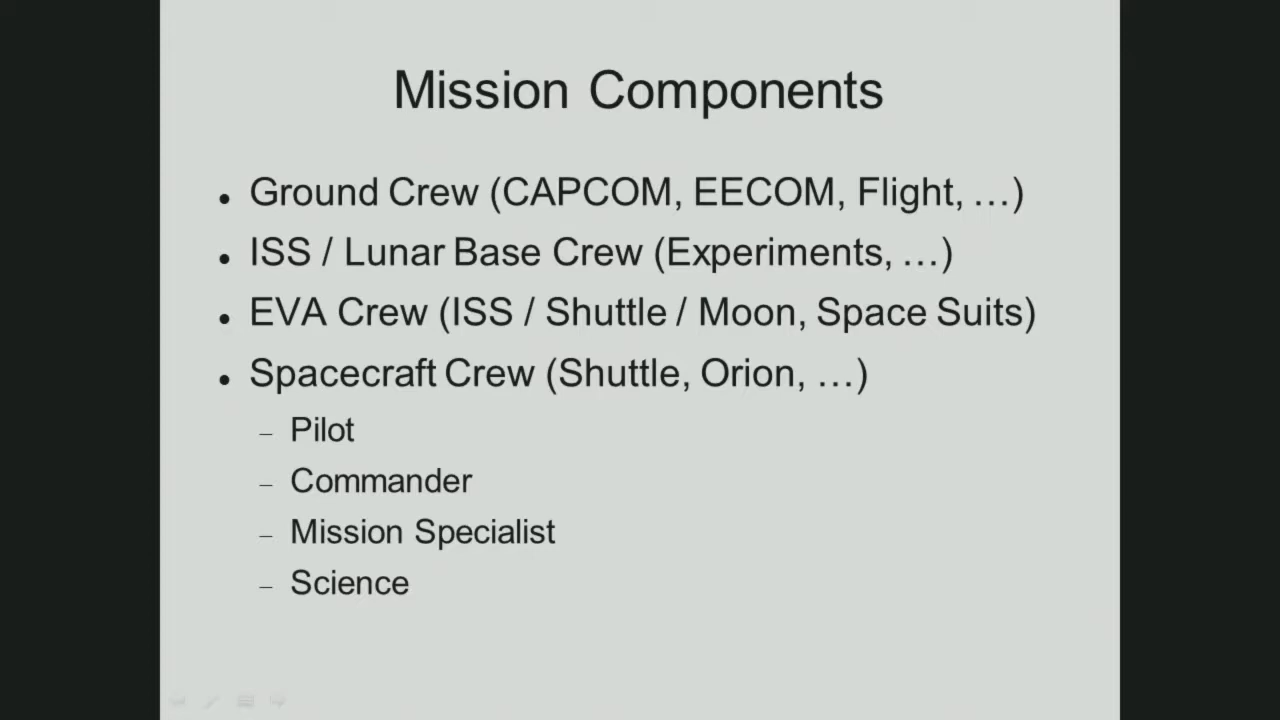 Mission Components
• Ground Crew (CAPCOM, EECOM, Flight, …)
• ISS / Lunar Base Crew (Experiments, …)
• EVA Crew (ISS / Shuttle / Moon, Space Suits)
• Spacecraft Crew (Shuttle, Orion, …)
– Pilot
– Commander
– Mission Specialist
– Science